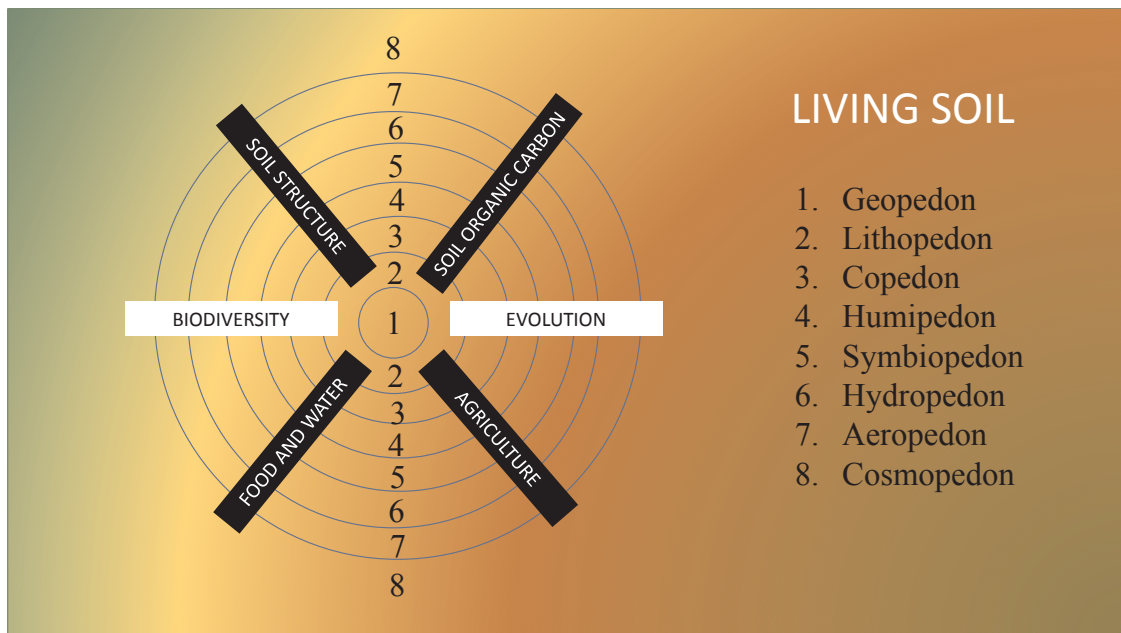 8
7
6
5
4
3
2
1
2
3
4
5
6
7
8
SOIL STRUCTURE
SOIL ORGANIC CARBON
BIODIVERSITY
EVOLUTION
FOOD AND WATER
AGRICULTURE
LIVING SOIL
1. Geopedon
2. Lithopedon
3. Copedon
4. Humipedon
5. Symbiopedon
6. Hydropedon
7. Aeropedon
8. Cosmopedon